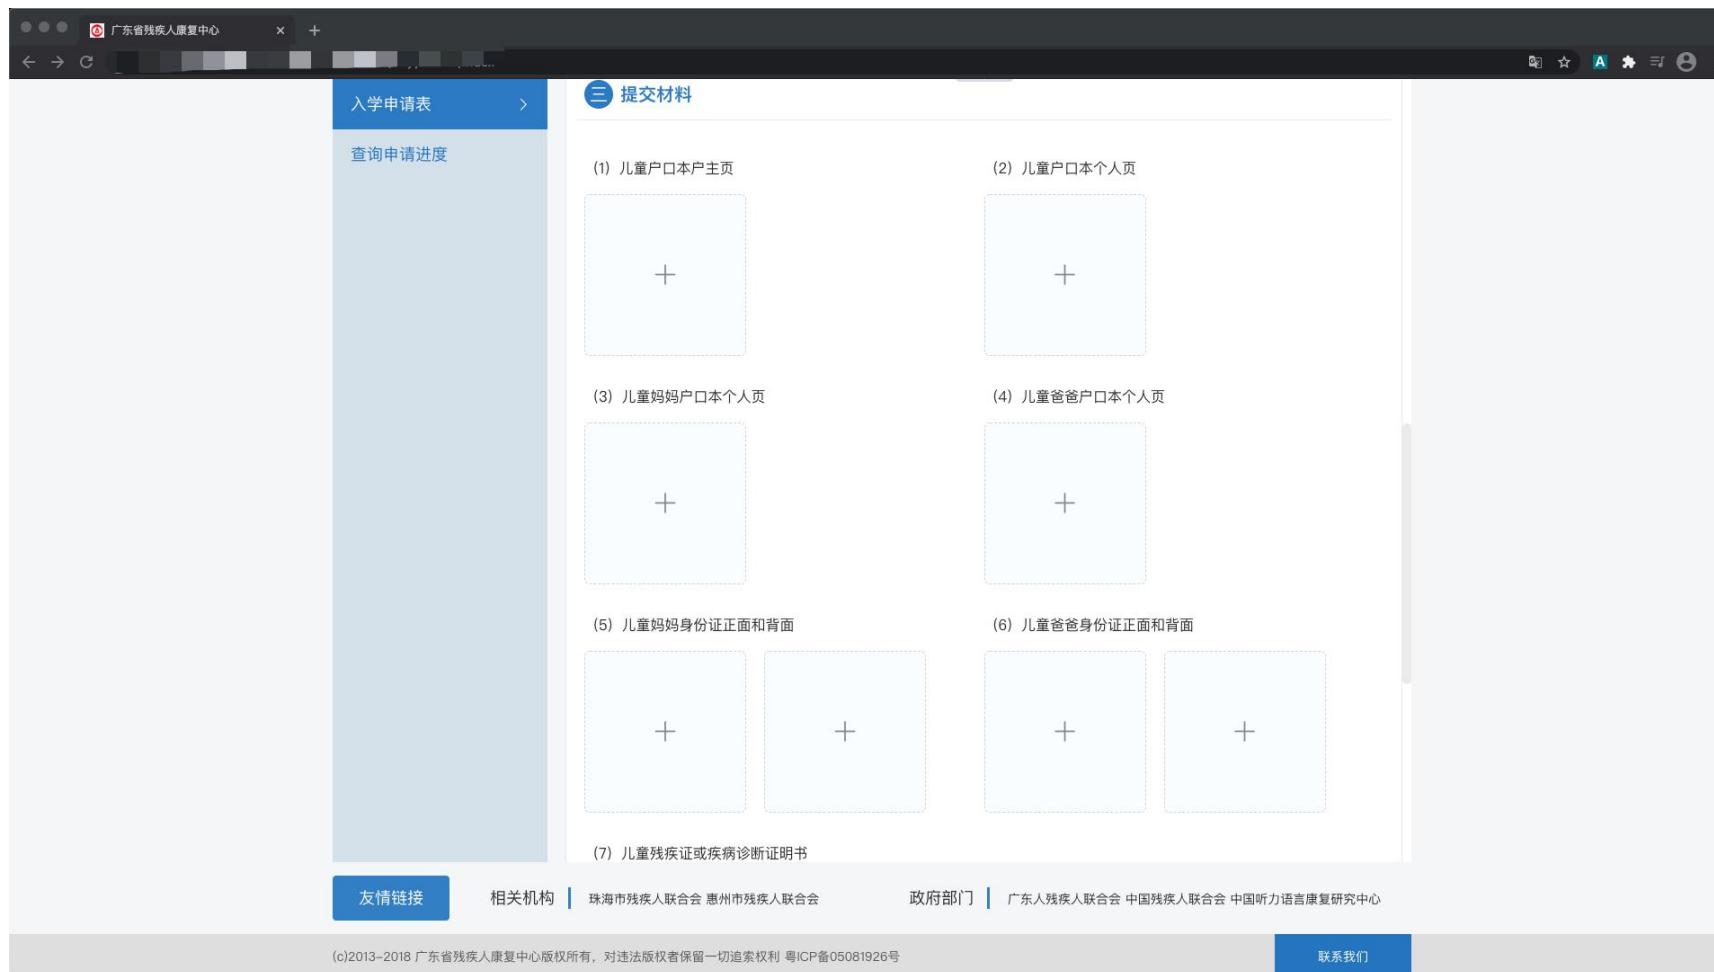 广东省残疾人康复中心
入学申请表
三 提交材料
查询申请进度
(1) 儿童户口本户主页
(2) 儿童户口本个人页
(3) 儿童妈妈户口本个人页
(4) 儿童爸爸户口本个人页
(5) 儿童妈妈身份证正面和背面
(6) 儿童爸爸身份证正面和背面
(7) 儿童残疾证或疾病诊断证明书
友情链接
相关机构
珠海市残疾人联合会 惠州市残疾人联合会
政府部门
广东人残疾人联合会 中国残疾人联合会 中国听力语言康复研究中心
(c)2013-2018 广东省残疾人康复中心版权所有，对违法版权者保留一切追索权利 粤ICP备05081926号
联系我们